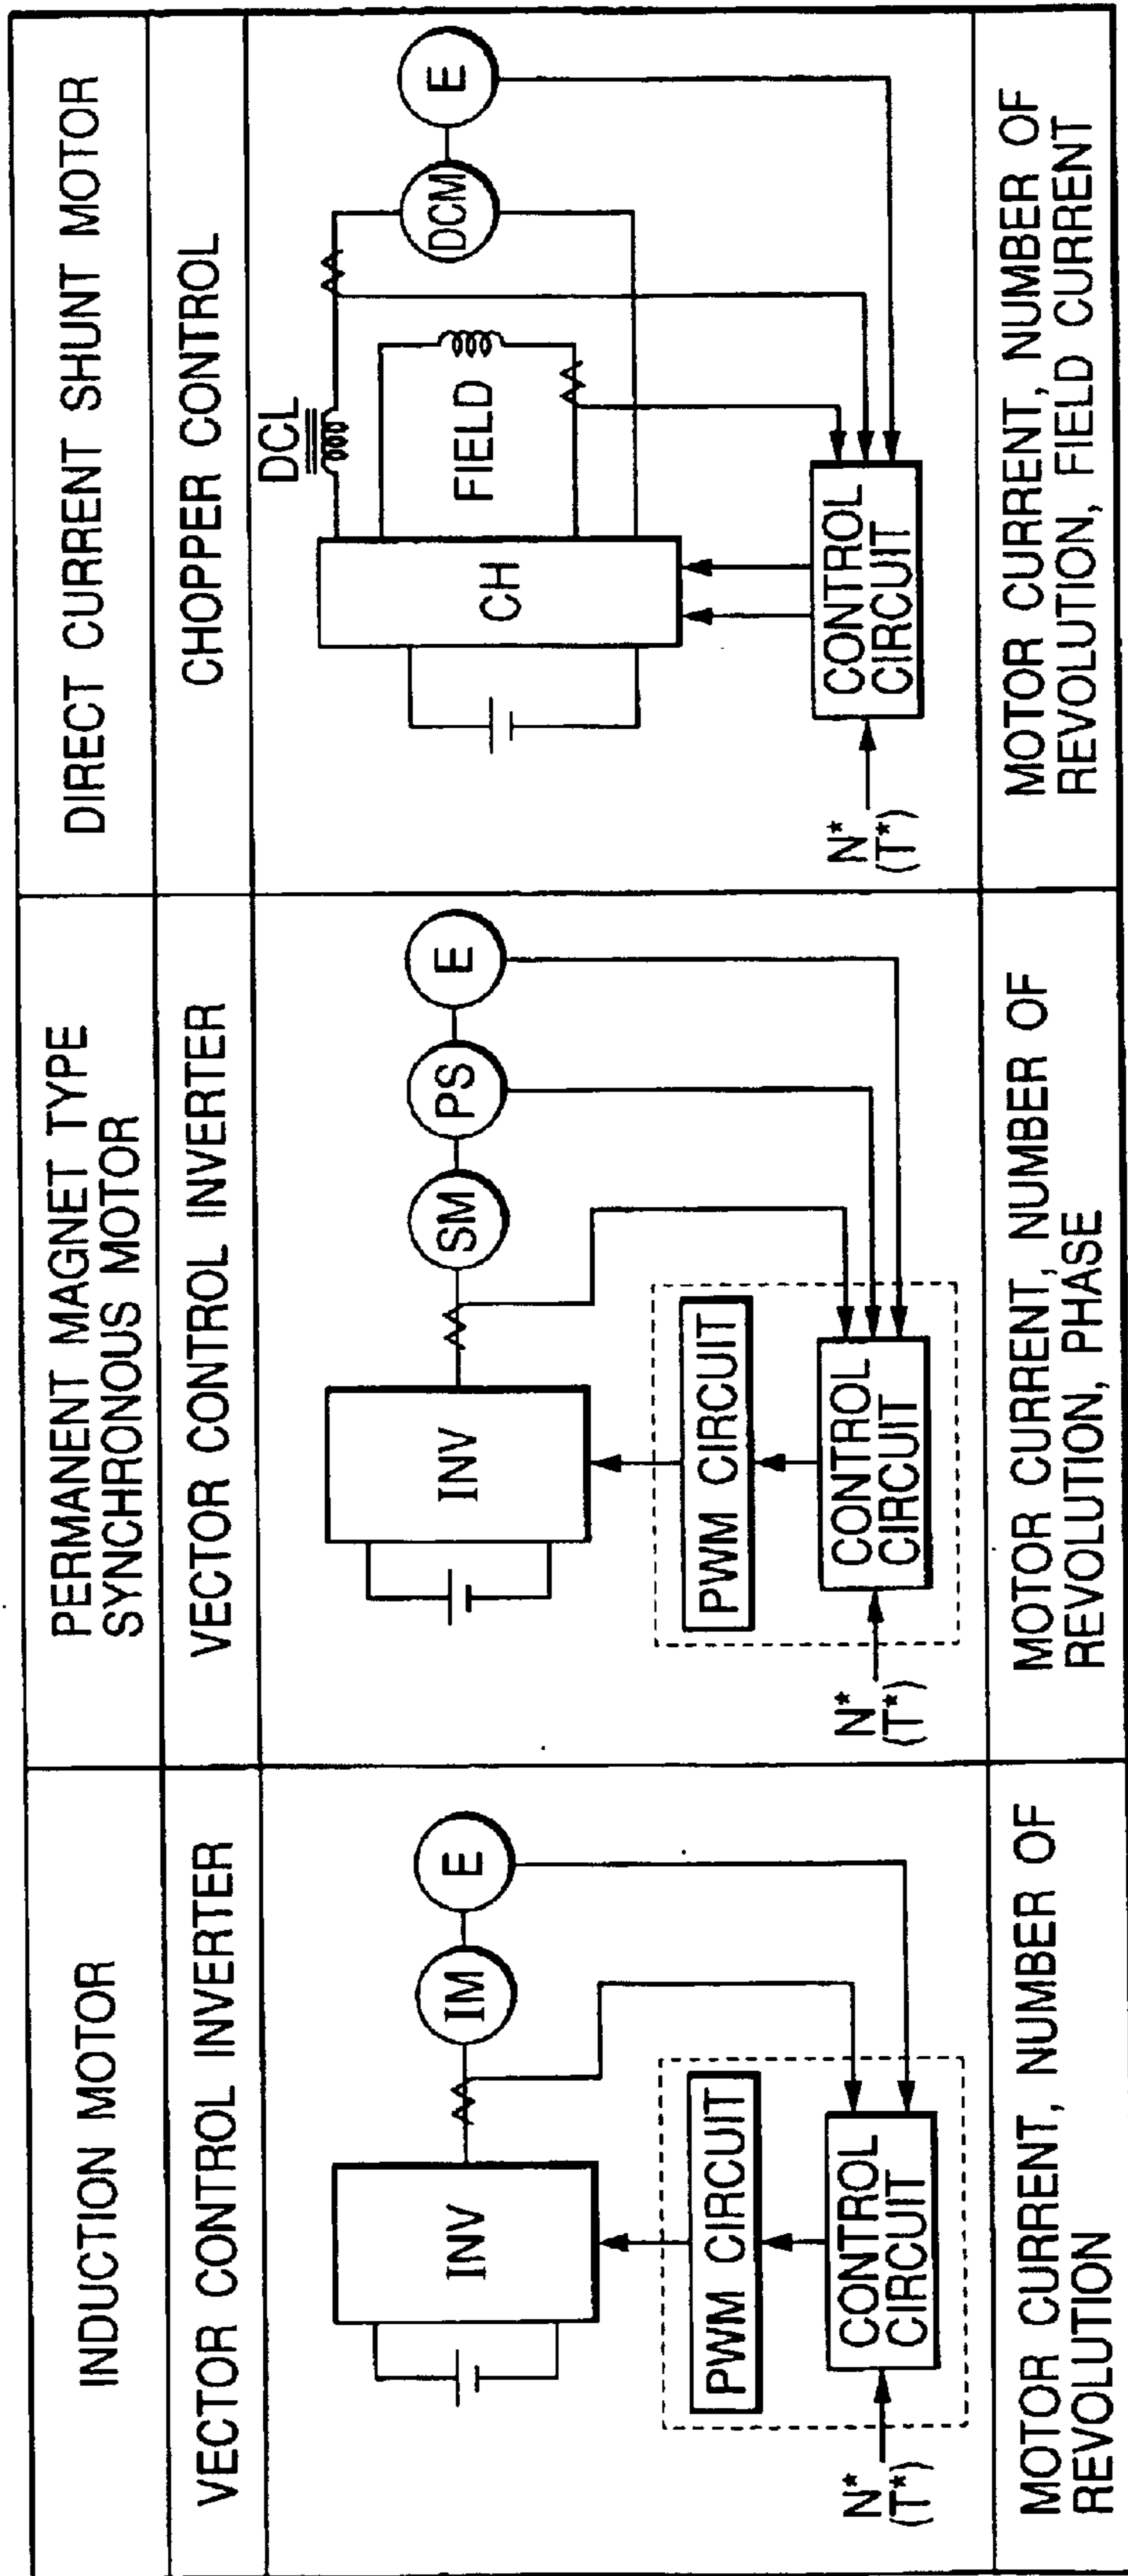 INDUCTION MOTOR
VECTOR CONTROL INVERTER
INV
IM
E
PWM CIRCUIT
CONTROL
CIRCUIT
N*
(T*)
MOTOR CURRENT, NUMBER OF
REVOLUTION
PERMANENT MAGNET TYPE
SYNCHRONOUS MOTOR
VECTOR CONTROL INVERTER
INV
SM
PS
E
PWM CIRCUIT
CONTROL
CIRCUIT
N*
(T*)
MOTOR CURRENT, NUMBER OF
REVOLUTION, PHASE
DIRECT CURRENT SHUNT MOTOR
CHOPPER CONTROL
DCL
FIELD
CH
DCM
E
CONTROL
CIRCUIT
N*
(T*)
MOTOR CURRENT, NUMBER OF
REVOLUTION, FIELD CURRENT